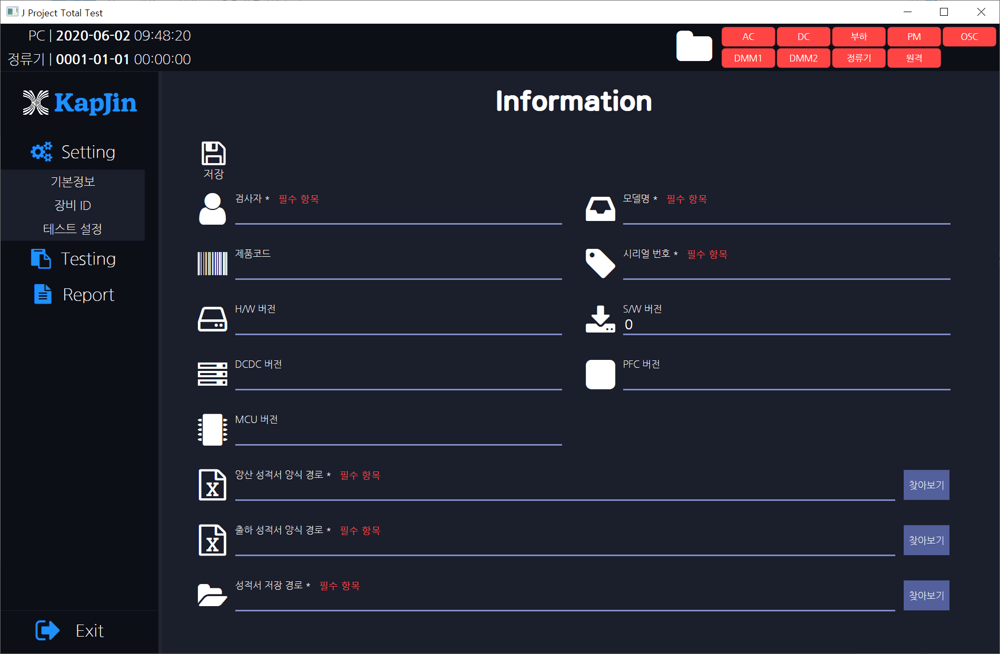 J Project Total Test
PC | 2020-06-02 09:48:20
정류기 | 0001-01-01 00:00:00
AC DC 부하 PM OSC
DMM1 DMM2 정류기 원격
KapJin
Setting
기본정보
장비 ID
테스트 설정
Testing
Report
Exit
Information
저장
검사자 * 필수 항목
모델명 * 필수 항목
제품코드
시리얼 번호 * 필수 항목
H/W 버전
S/W 버전
0
DCDC 버전
PFC 버전
MCU 버전
양산 성적서 양식 경로 * 필수 항목
찾아보기
출하 성적서 양식 경로 * 필수 항목
찾아보기
성적서 저장 경로 * 필수 항목
찾아보기